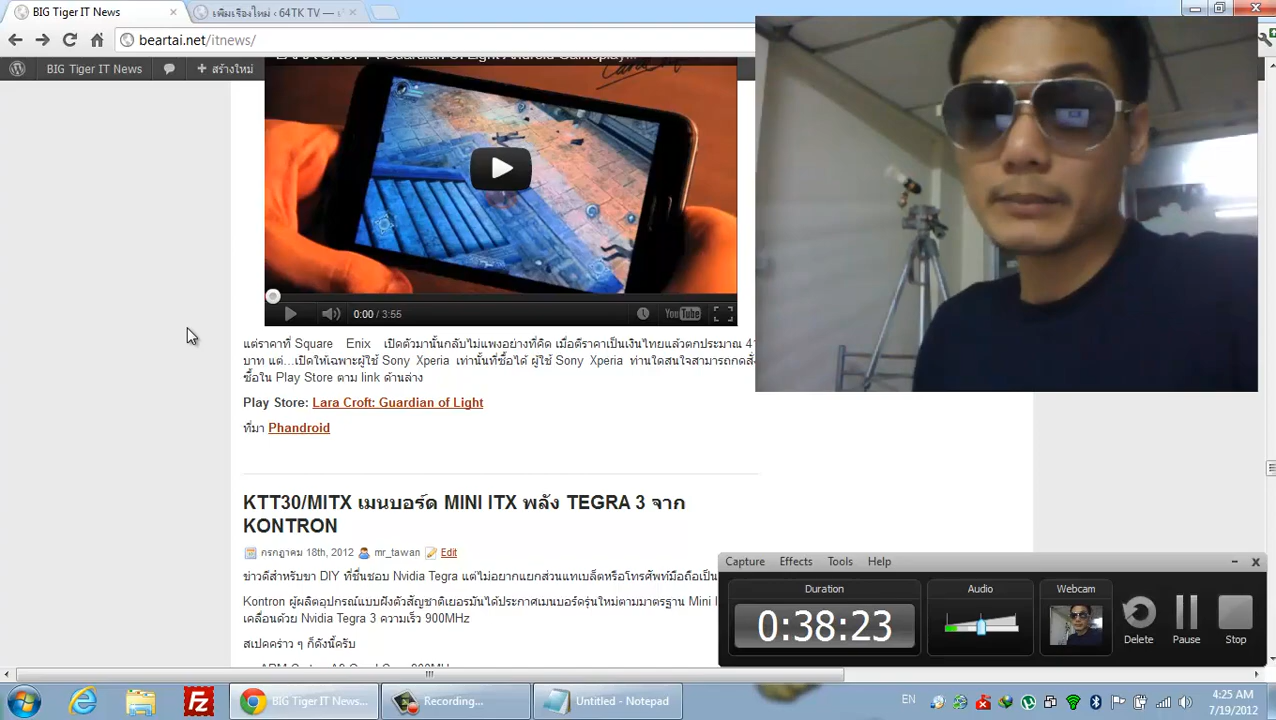 BIG Tiger IT News
เพิ่มเรื่องใหม่ ‹ 64TK TV —
beartai.net/itnews/
BIG Tiger IT News
+ สร้างใหม่
0:00 / 3:55
YouTube
แต่ราคาที่ Square Enix เปิดตัวมานั้นกลับไม่แพงอย่างที่คิด เมื่อตีราคาเป็นเงินไทยแล้วตกประมาณ
บาท แต่...เปิดให้เฉพาะผู้ใช้ Sony Xperia เท่านั้นที่ซื้อได้ ผู้ใช้ Sony Xperia ท่านใดสนใจสามารถกดสั่ง
ซื้อใน Play Store ตาม link ด้านล่าง
Play Store: Lara Croft: Guardian of Light
ที่มา Phandroid
KTT30/MITX เมนบอร์ด MINI ITX พลัง TEGRA 3 จาก
KONTRON
กรกฎาคม 18th, 2012 mr_tawan Edit
ข่าวดีสำหรับขา DIY ที่ชื่นชอบ Nvidia Tegra แต่ไม่อยากแยกส่วนแทบเบล็ตหรือโทรศัพท์มือถือเป็น
Kontron ผู้ผลิตอุปกรณ์แบบฝังตัวสัญชาติเยอรมันได้ประกาศเมนบอร์ดรุ่นใหม่ตามมาตรฐาน Mini
เคลื่อนด้วย Nvidia Tegra 3 ความเร็ว 900MHz
สเปคคร่าว ๆ ก็ดังนี้ครับ
Capture Effects Tools Help
Duration
0:38:23
Audio
Webcam
Delete
Pause
Stop
BIG Tiger IT News...
Recording...
Untitled - Notepad
EN
4:25 AM
7/19/2012